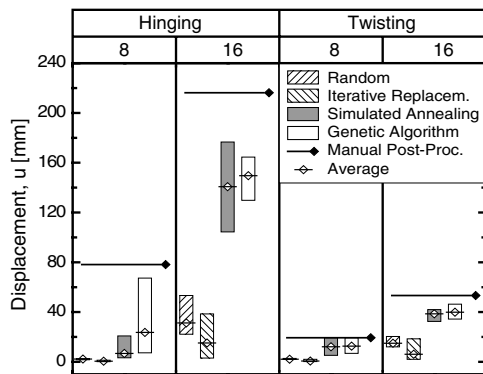 Hinging Twisting
8 16 8 16
240
200
160
120
80
40
0
Displacement, u [mm]
Random
Iterative Replacem.
Simulated Annealing
Genetic Algorithm
Manual Post-Proc.
Average